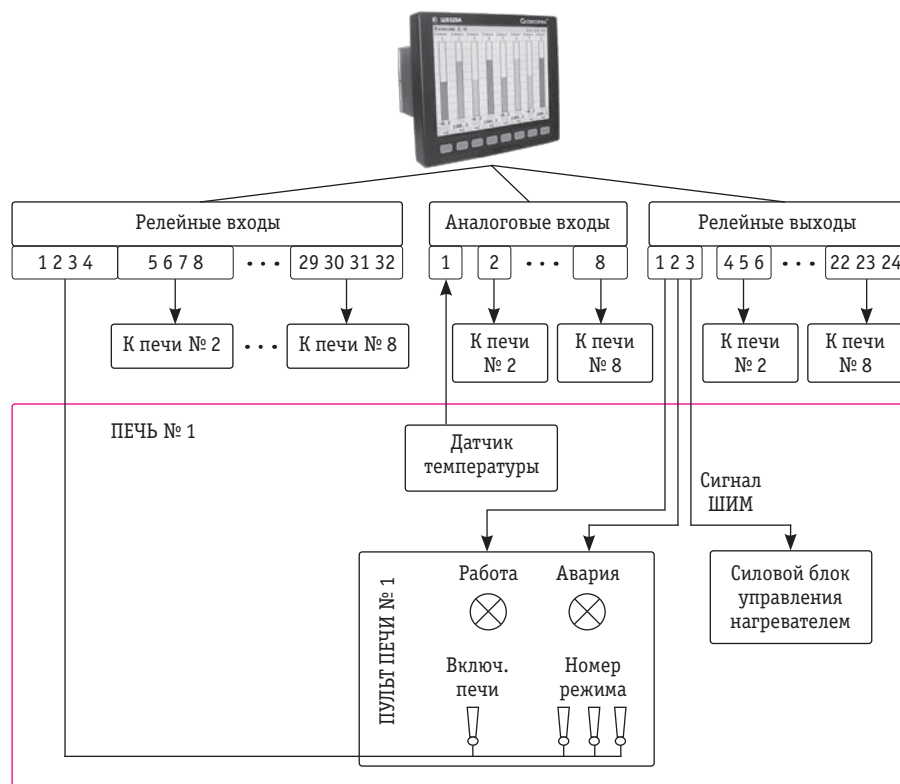 Ш9329А
Релейные входы
Аналоговые входы
Релейные выходы
1 2 3 4
5 6 7 8
• • •
29 30 31 32
1
2
• • •
8
1 2 3
4 5 6
• • •
22 23 24
К печи № 2
• • •
К печи № 8
К печи
№ 2
К печи
№ 8
К печи
№ 2
К печи
№ 8
ПЕЧЬ № 1
Датчик
температуры
Сигнал
ШИМ
ПУЛЬТ ПЕЧИ № 1
Работа
Авария
Силовой блок
управления
нагревателем
Включ.
печи
Номер
режима